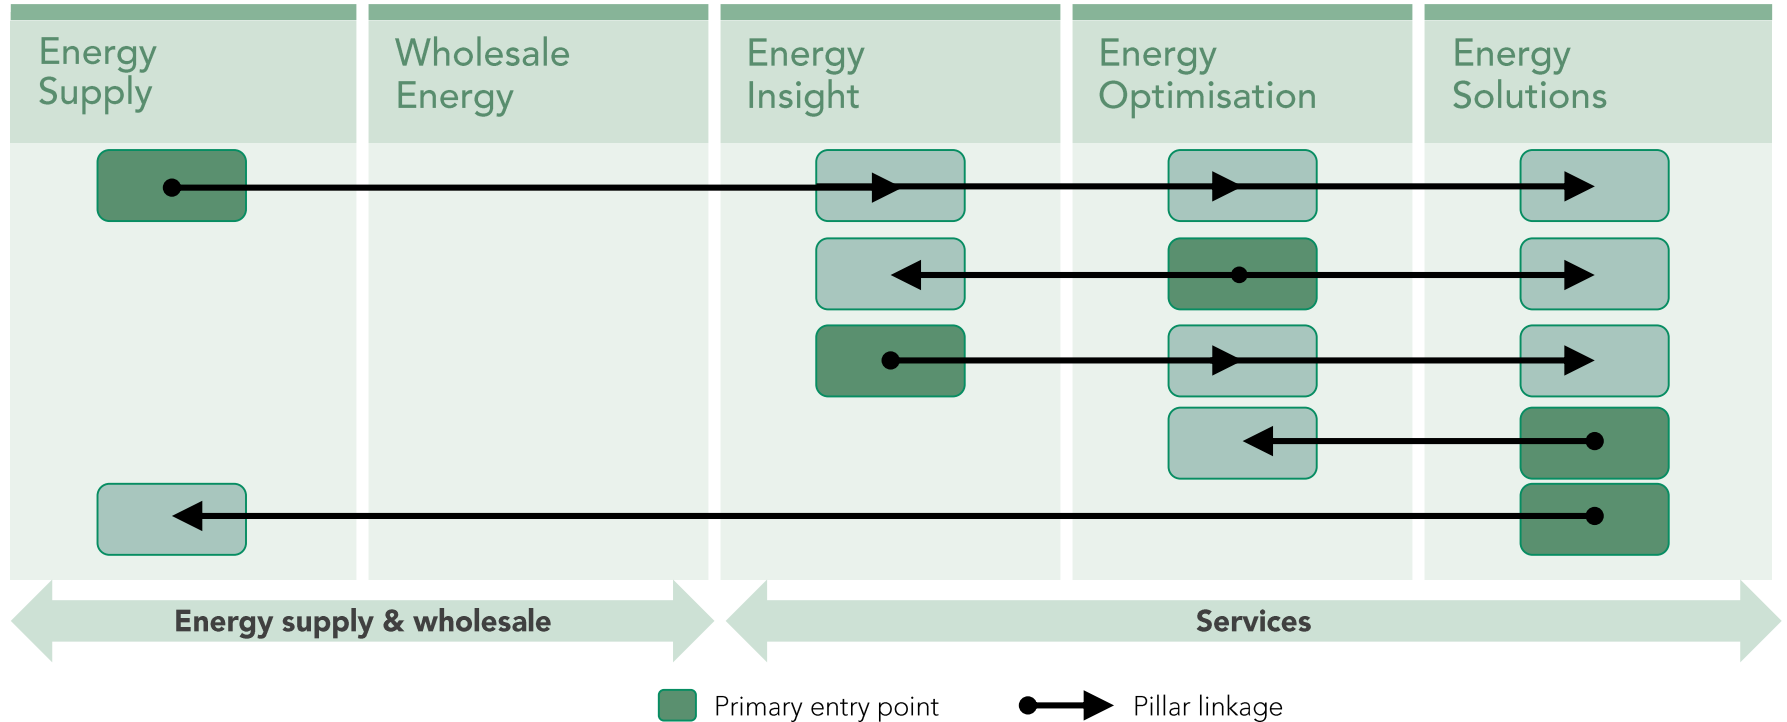 Energy
Supply
Wholesale
Energy
Energy
Insight
Energy
Optimisation
Energy
Solutions
Energy supply & wholesale
Services
Primary entry point
Pillar linkage